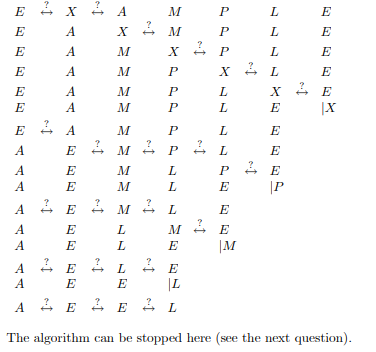 E ?↔ X ?↔ A M P L E
E A X ?↔ M P L E
E A M X ?↔ P L E
E A M P X ?↔ L E
E A M P L X ?↔ E
E A M P L E |X
E ?↔ A M P L E
A E ?↔ M ?↔ P ?↔ L E
A E M L P ?↔ E
A E M L E |P
A ?↔ E ?↔ M ?↔ L E
A E L M ?↔ E
A E L E |M
A ?↔ E ?↔ L ?↔ E
A E E |L
A ?↔ E ?↔ E ?↔ L
The algorithm can be stopped here (see the next question).